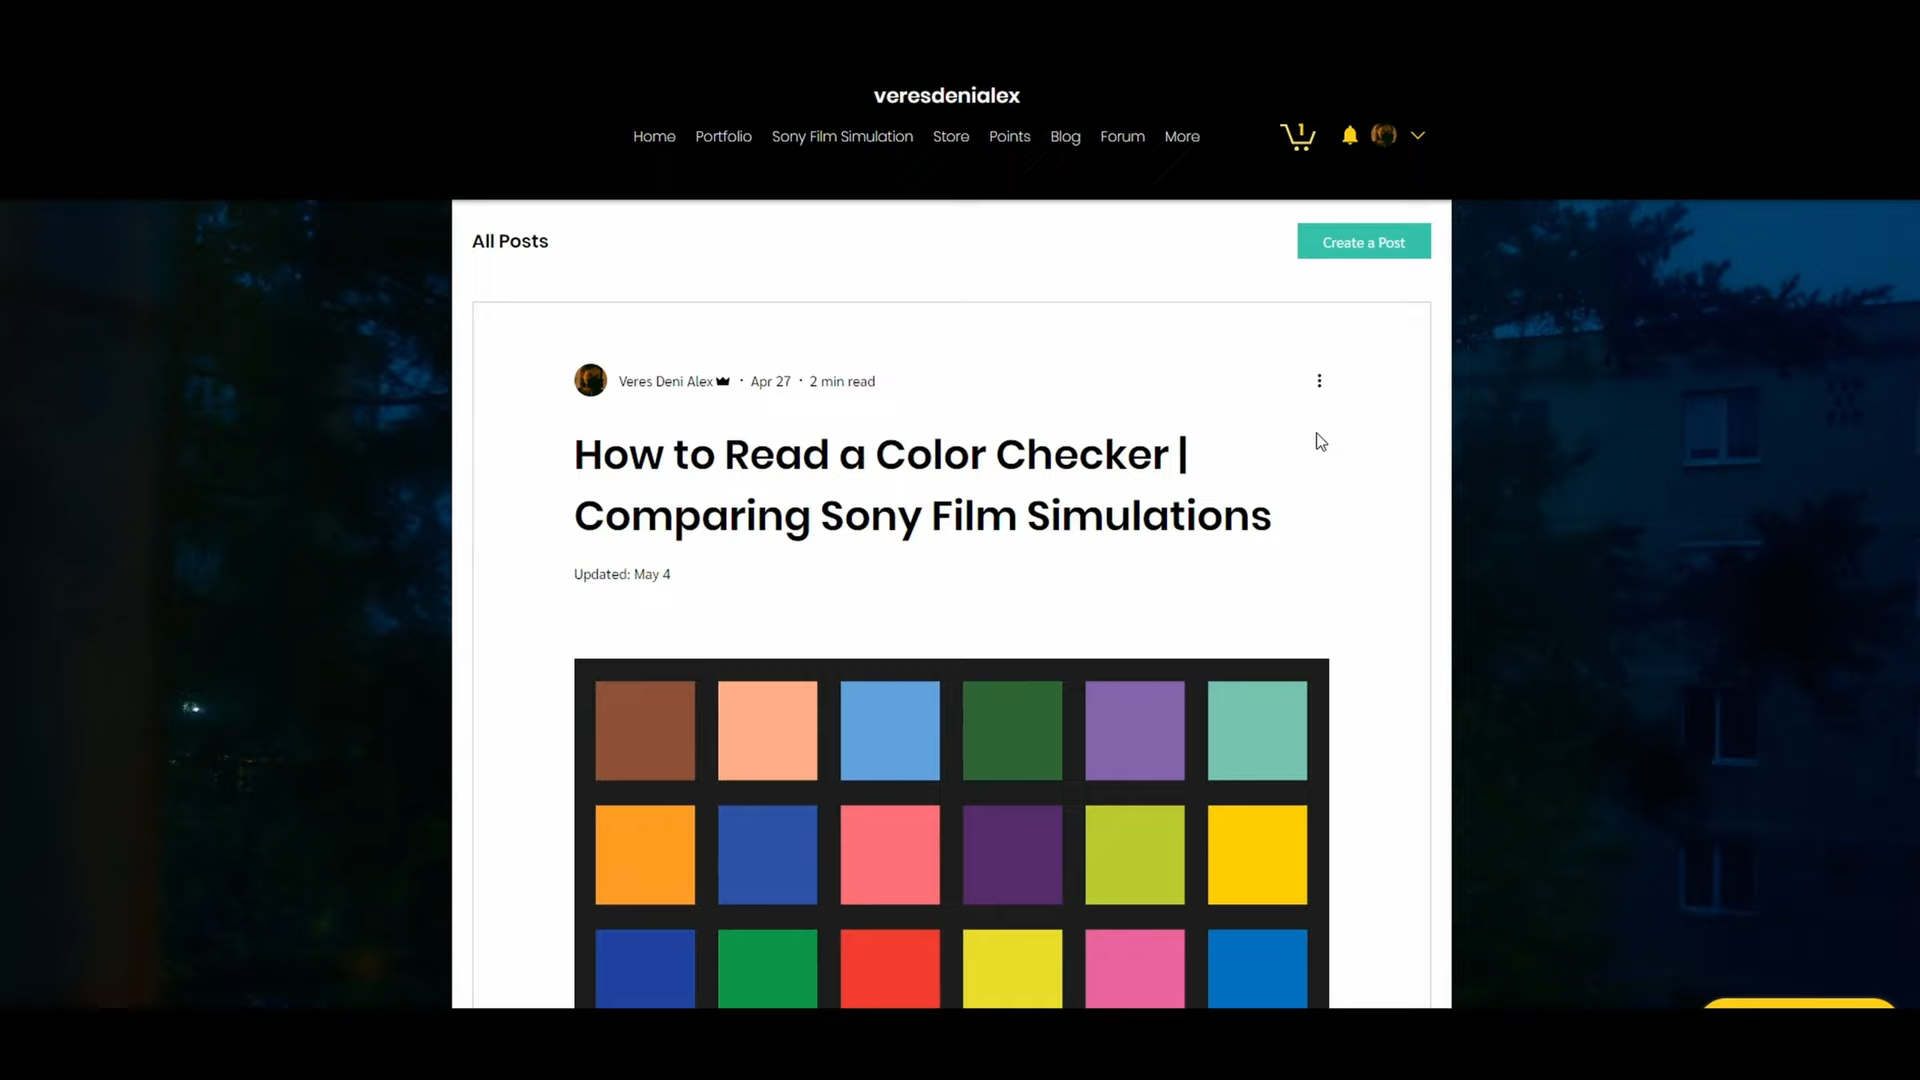 veresdenialex
Home Portfolio Sony Film Simulation Store Points Blog Forum More
1
All Posts
Create a Post
Veres Deni Alex · Apr 27 · 2 min read
How to Read a Color Checker |
Comparing Sony Film Simulations
Updated: May 4